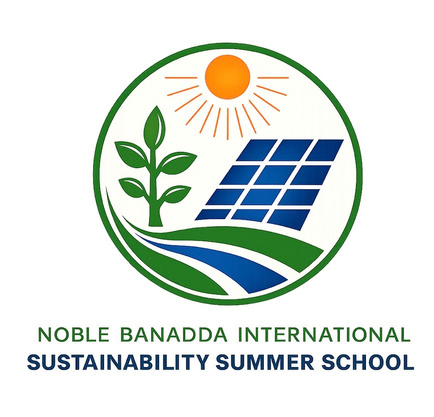 NOBLE BANADDA INTERNATIONAL
SUSTAINABILITY SUMMER SCHOOL